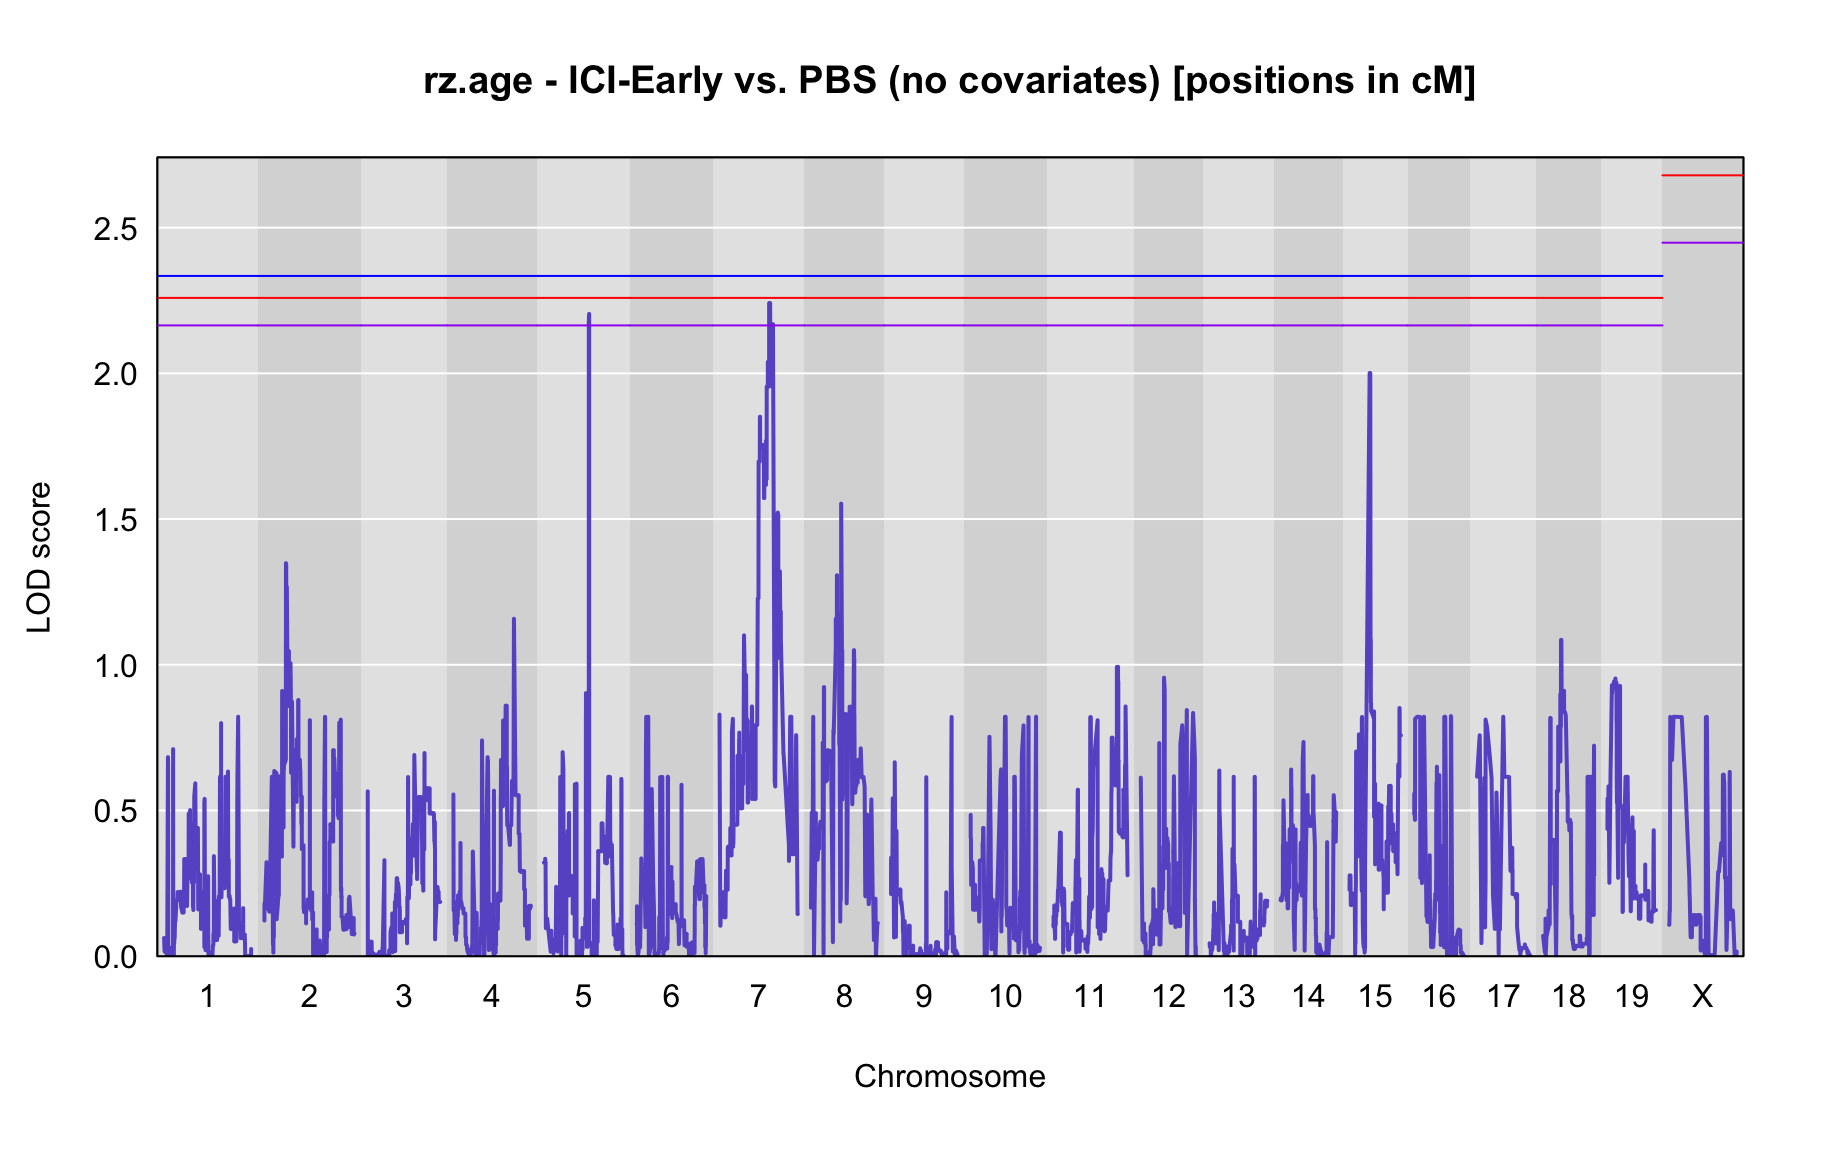 rz.age - ICI-Early vs. PBS (no covariates) [positions in cM]
LOD score
2.5
2.0
1.5
1.0
0.5
0.0
1 2 3 4 5 6 7 8 9 10 11 12 13 14 15 16 17 18 19 X
Chromosome